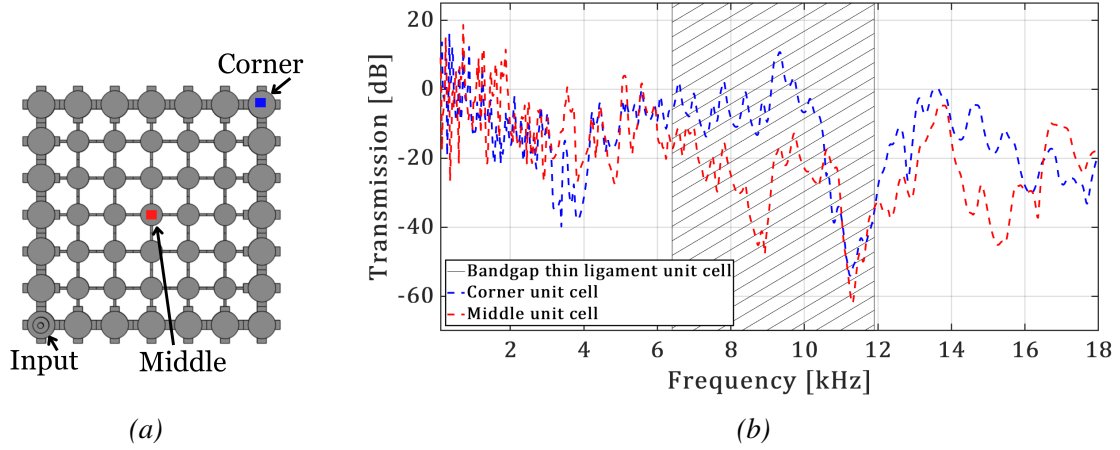 Corner
Input
Middle
(a)
Transmission [dB]
20
0
-20
-40
-60
Bandgap thin ligament unit cell
Corner unit cell
Middle unit cell
2 4 6 8 10 12 14 16 18
Frequency [kHz]
(b)